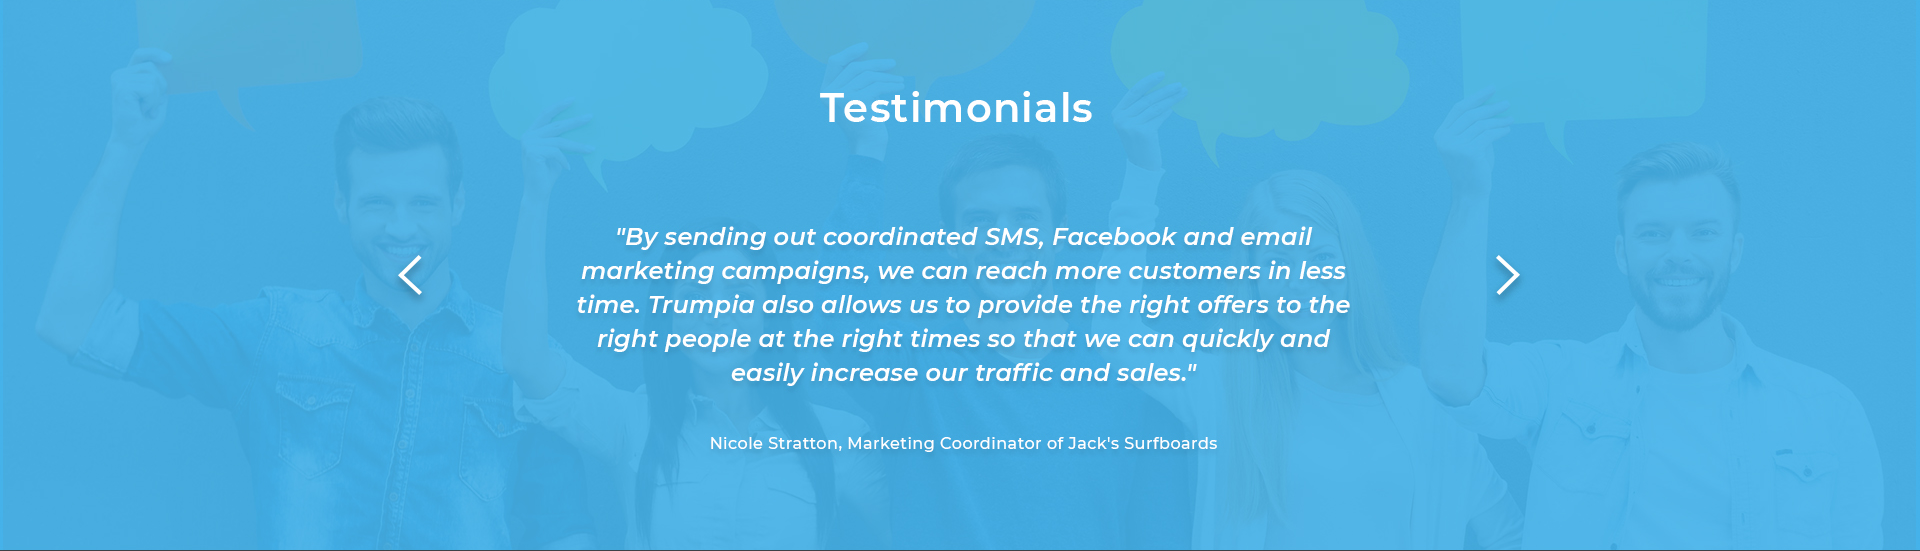 Testimonials
"By sending out coordinated SMS, Facebook and email
marketing campaigns, we can reach more customers in less
time. Trumpia also allows us to provide the right offers to the
right people at the right times so that we can quickly and
easily increase our traffic and sales."
Nicole Stratton, Marketing Coordinator of Jack's Surfboards